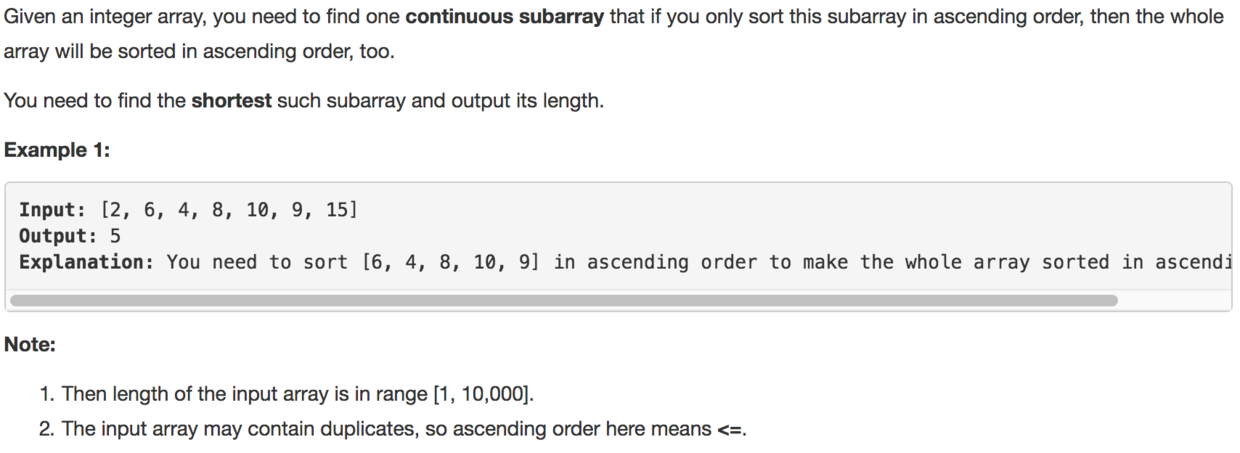 Given an integer array, you need to find one continuous subarray that if you only sort this subarray in ascending order, then the whole
array will be sorted in ascending order, too.
You need to find the shortest such subarray and output its length.
Example 1:
Input: [2, 6, 4, 8, 10, 9, 15]
Output: 5
Explanation: You need to sort [6, 4, 8, 10, 9] in ascending order to make the whole array sorted in ascendi
Note:
1. Then length of the input array is in range [1, 10,000].
2. The input array may contain duplicates, so ascending order here means <=.